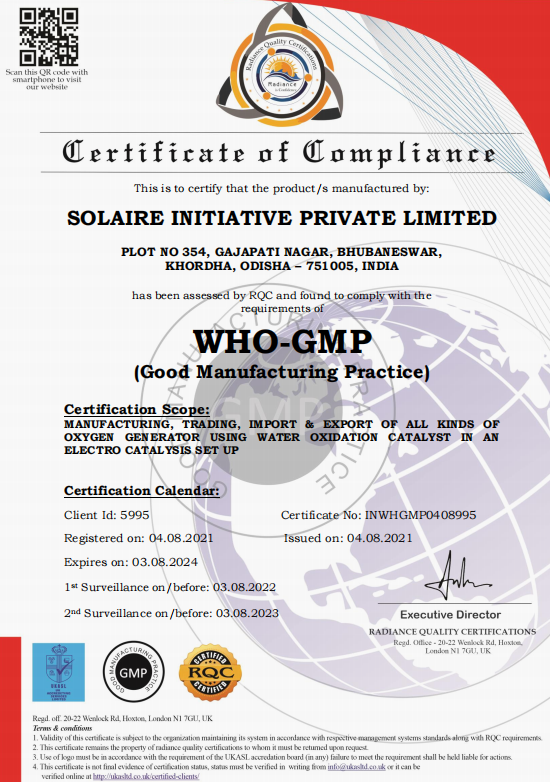 Scan this QR code with
smartphone to visit
our website
Radiance Quality Certifications
Radiance
Certificate of Compliance
This is to certify that the product/s manufactured by:
SOLAIRE INITIATIVE PRIVATE LIMITED
PLOT NO 354, GAJAPATI NAGAR, BHUBANESWAR,
KHORDHA, ODISHA – 751005, INDIA
has been assessed by RQC and found to comply with the
requirements of
WHO-GMP
(Good Manufacturing Practice)
GOOD MANUFACTURING PRACTICE
GMP
Certification Scope:
MANUFACTURING, TRADING, IMPORT & EXPORT OF ALL KINDS OF
OXYGEN GENERATOR USING WATER OXIDATION CATALYST IN AN
ELECTRO CATALYSIS SET UP
Certification Calendar:
Client Id: 5995 Certificate No: INWHGMP0408995
Registered on: 04.08.2021 Issued on: 04.08.2021
Expires on: 03.08.2024
1st Surveillance on/before: 03.08.2022
2nd Surveillance on/before: 03.08.2023
Executive Director
RADIANCE QUALITY CERTIFICATIONS
Regd. Office - 20-22 Wenlock Rd, Hoxton,
London N1 7GU, UK
UKASL
GOOD MANUFACTURING PRACTICE
GMP
CERTIFIED
RQC
CERTIFIED
Regd. off. 20-22 Wenlock Rd, Hoxton, London N1 7GU, UK
Terms & conditions
1. Validity of this certificate is subject to the organization maintaining its system in accordance with respective management systems standards along with RQC requirements.
2. This certificate remains the property of radiance quality certifications to whom it must be returned upon request.
3. Use of logo must be in accordance with the requirement of the UKASL accredation board (in any) failure to meet the requirement shall be held liable for actions.
4. This certificate is not final evidence of certification status, status must be verified in writing from info@ukasltd.co.uk or it can be
verified online at http://ukasltd.co.uk/certified-clients/